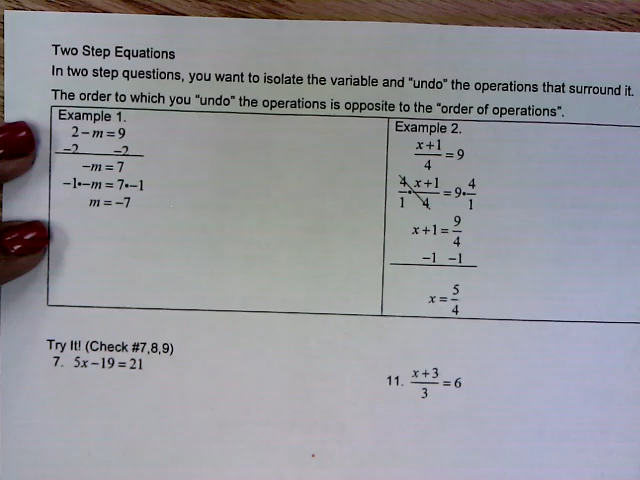 Two Step Equations
In two step questions, you want to isolate the variable and "undo" the operations that surround it.
The order to which you "undo" the operations is opposite to the "order of operations".
Example 1.
2 – m = 9
–2 –2
–m = 7
–1•–m = 7•–1
m = –7
Example 2.
x+1/4 = 9
4/1 • x+1/4 = 9•4/1
x+1 = 9/4
–1 –1
x = 5/4
Try It! (Check #7,8,9)
7. 5x – 19 = 21
11. x+3/3 = 6